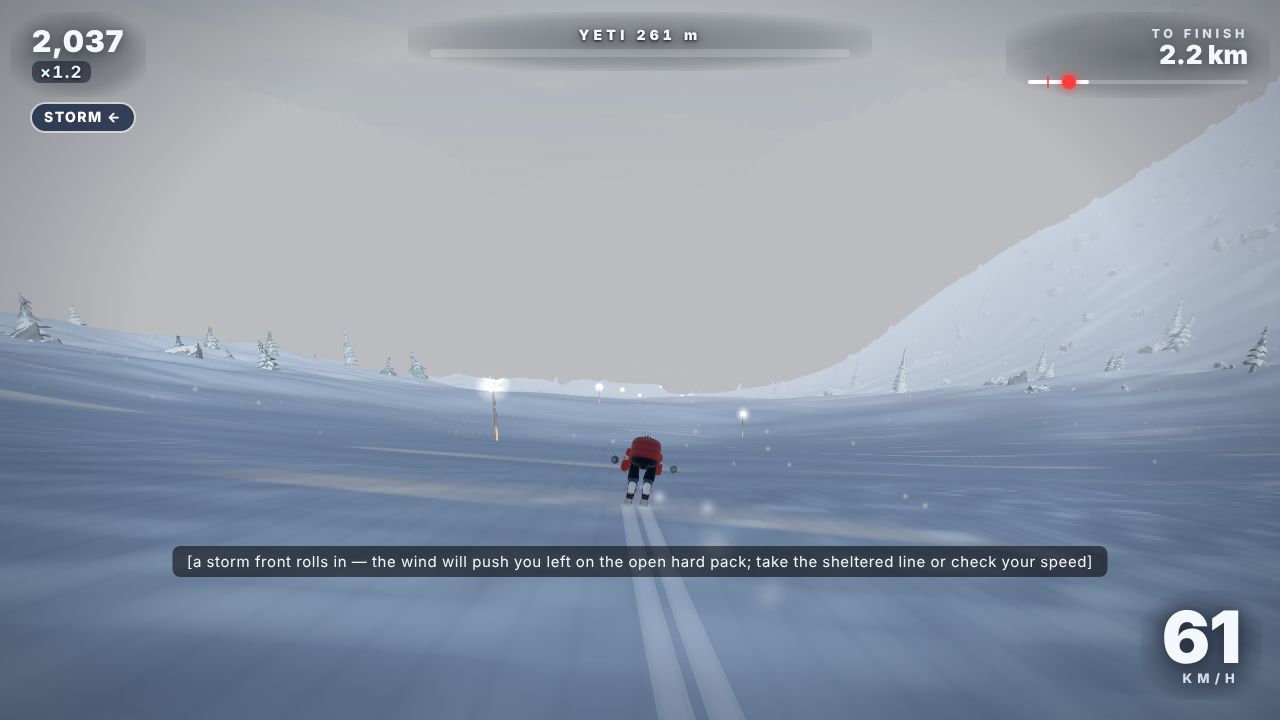 2,037
×1.2
STORM ←
YETI 261 m
TO FINISH
2.2 km
[a storm front rolls in — the wind will push you left on the open hard pack; take the sheltered line or check your speed]
61
KM/H